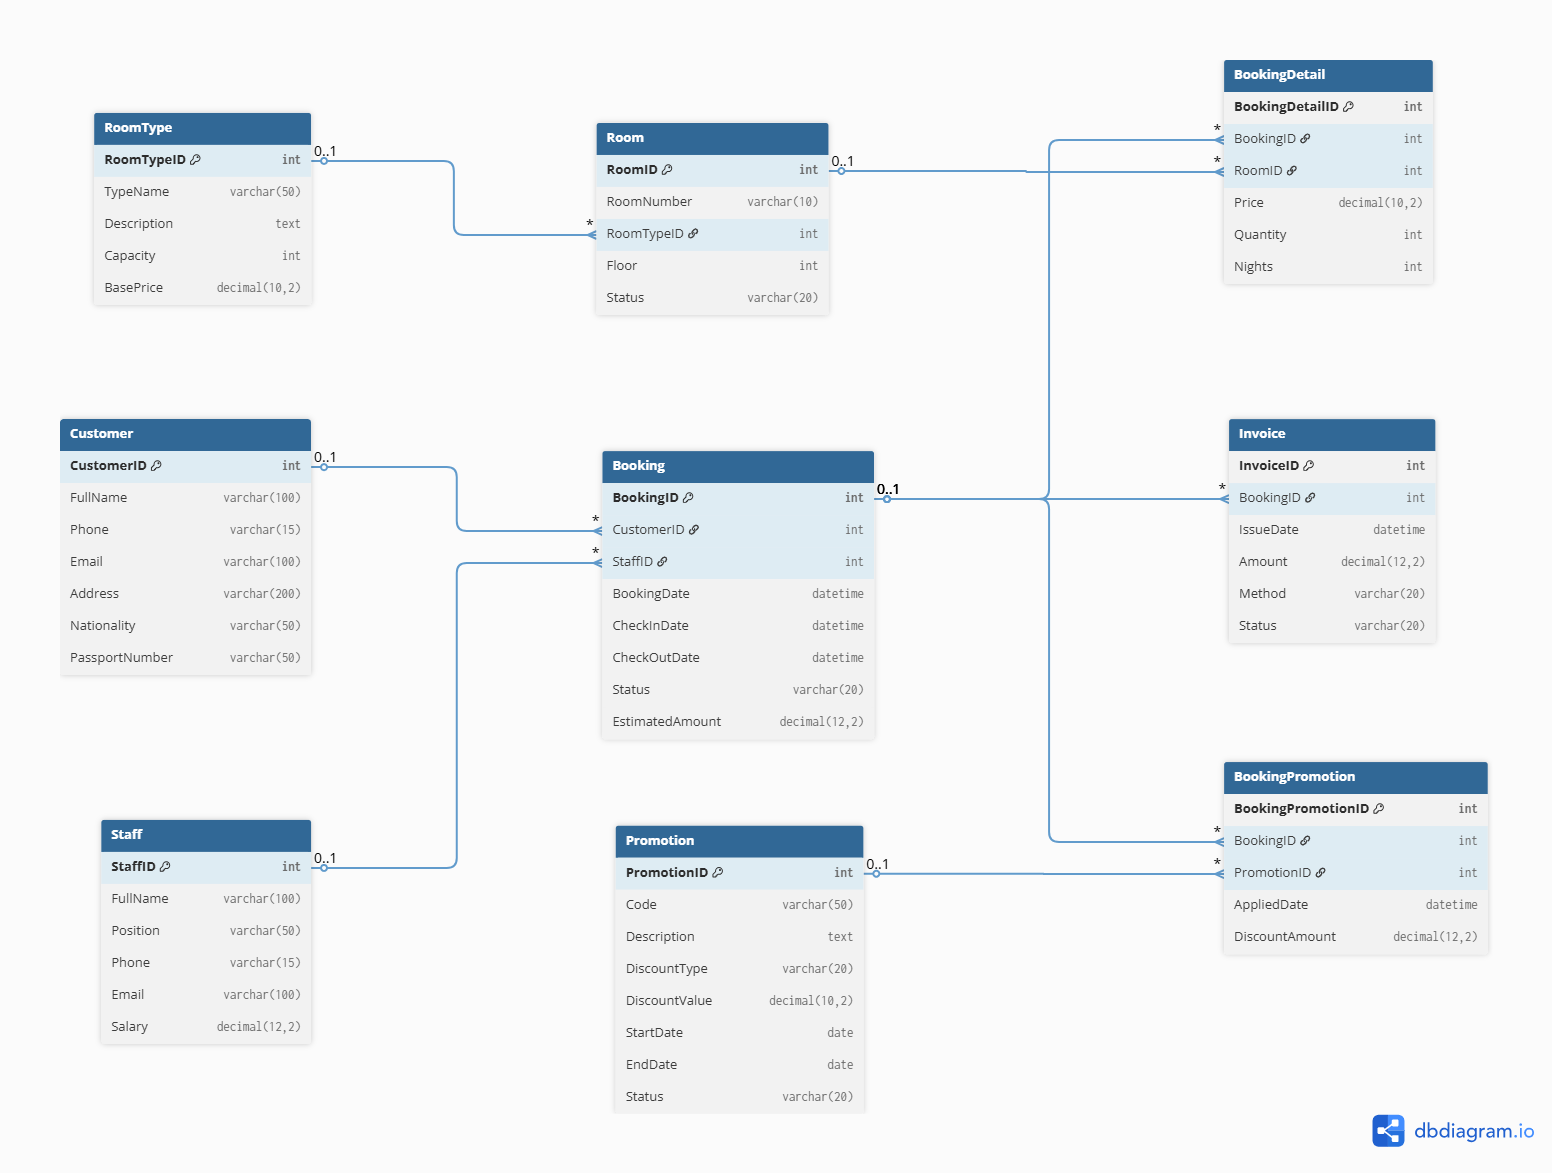 RoomType
RoomTypeID int
TypeName varchar(50)
Description text
Capacity int
BasePrice decimal(10,2)
0..1
*
Room
RoomID int
RoomNumber varchar(10)
RoomTypeID int
Floor int
Status varchar(20)
0..1
*
BookingDetail
BookingDetailID int
* BookingID int
* RoomID int
Price decimal(10,2)
Quantity int
Nights int
Customer
CustomerID int
FullName varchar(100)
Phone varchar(15)
Email varchar(100)
Address varchar(200)
Nationality varchar(50)
PassportNumber varchar(50)
0..1
*
*
Booking
BookingID int
CustomerID int
StaffID int
BookingDate datetime
CheckInDate datetime
CheckOutDate datetime
Status varchar(20)
EstimatedAmount decimal(12,2)
0..1
*
Invoice
InvoiceID int
BookingID int
IssueDate datetime
Amount decimal(12,2)
Method varchar(20)
Status varchar(20)
Staff
StaffID int
FullName varchar(100)
Position varchar(50)
Phone varchar(15)
Email varchar(100)
Salary decimal(12,2)
0..1
Promotion
PromotionID int
Code varchar(50)
Description text
DiscountType varchar(20)
DiscountValue decimal(10,2)
StartDate date
EndDate date
Status varchar(20)
0..1
*
*
BookingPromotion
BookingPromotionID int
BookingID int
PromotionID int
AppliedDate datetime
DiscountAmount decimal(12,2)
dbdiagram.io